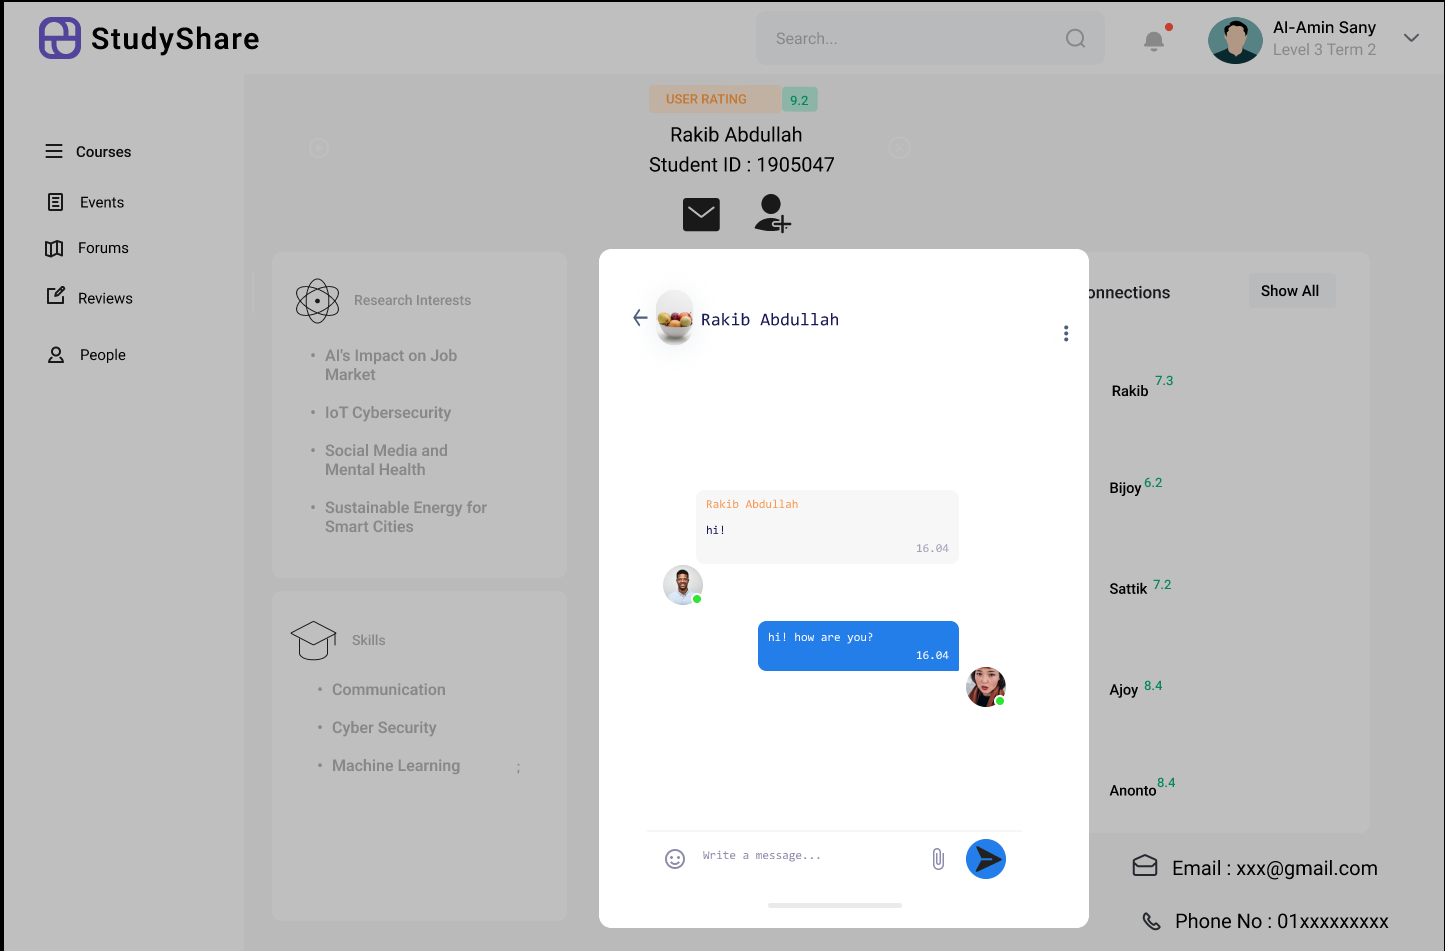 StudyShare
Search...
Al-Amin Sany
Level 3 Term 2
Courses
Events
Forums
Reviews
People
USER RATING 9.2
Rakib Abdullah
Student ID : 1905047
Research Interests
• AI's Impact on Job
Market
• IoT Cybersecurity
• Social Media and
Mental Health
• Sustainable Energy for
Smart Cities
Skills
• Communication
• Cyber Security
• Machine Learning ;
Rakib Abdullah
Rakib Abdullah
hi!
16.04
hi! how are you?
16.04
Write a message...
onnections
Show All
Rakib 7.3
Bijoy 6.2
Sattik 7.2
Ajoy 8.4
Anonto 8.4
Email : xxx@gmail.com
Phone No : 01xxxxxxxxx